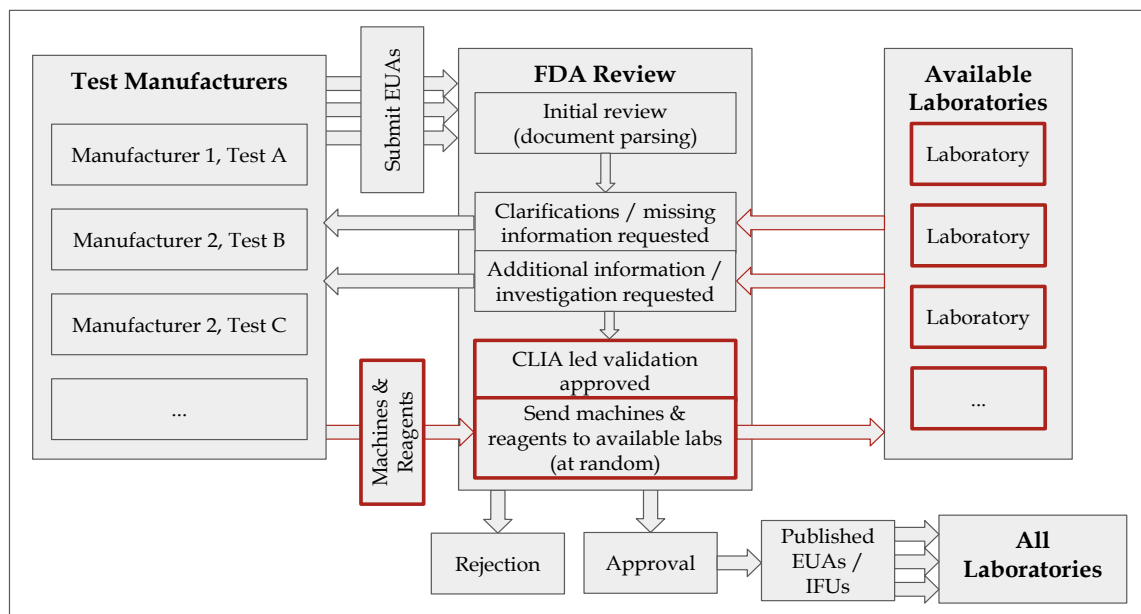 Test Manufacturers
Manufacturer 1, Test A
Manufacturer 2, Test B
Manufacturer 2, Test C
...
Submit EUAs
Machines &
Reagents
FDA Review
Initial review
(document parsing)
Clarifications / missing
information requested
Additional information /
investigation requested
CLIA led validation
approved
Send machines &
reagents to available labs
(at random)
Available
Laboratories
Laboratory
Laboratory
Laboratory
...
Rejection
Approval
Published
EUAs /
IFUs
All
Laboratories